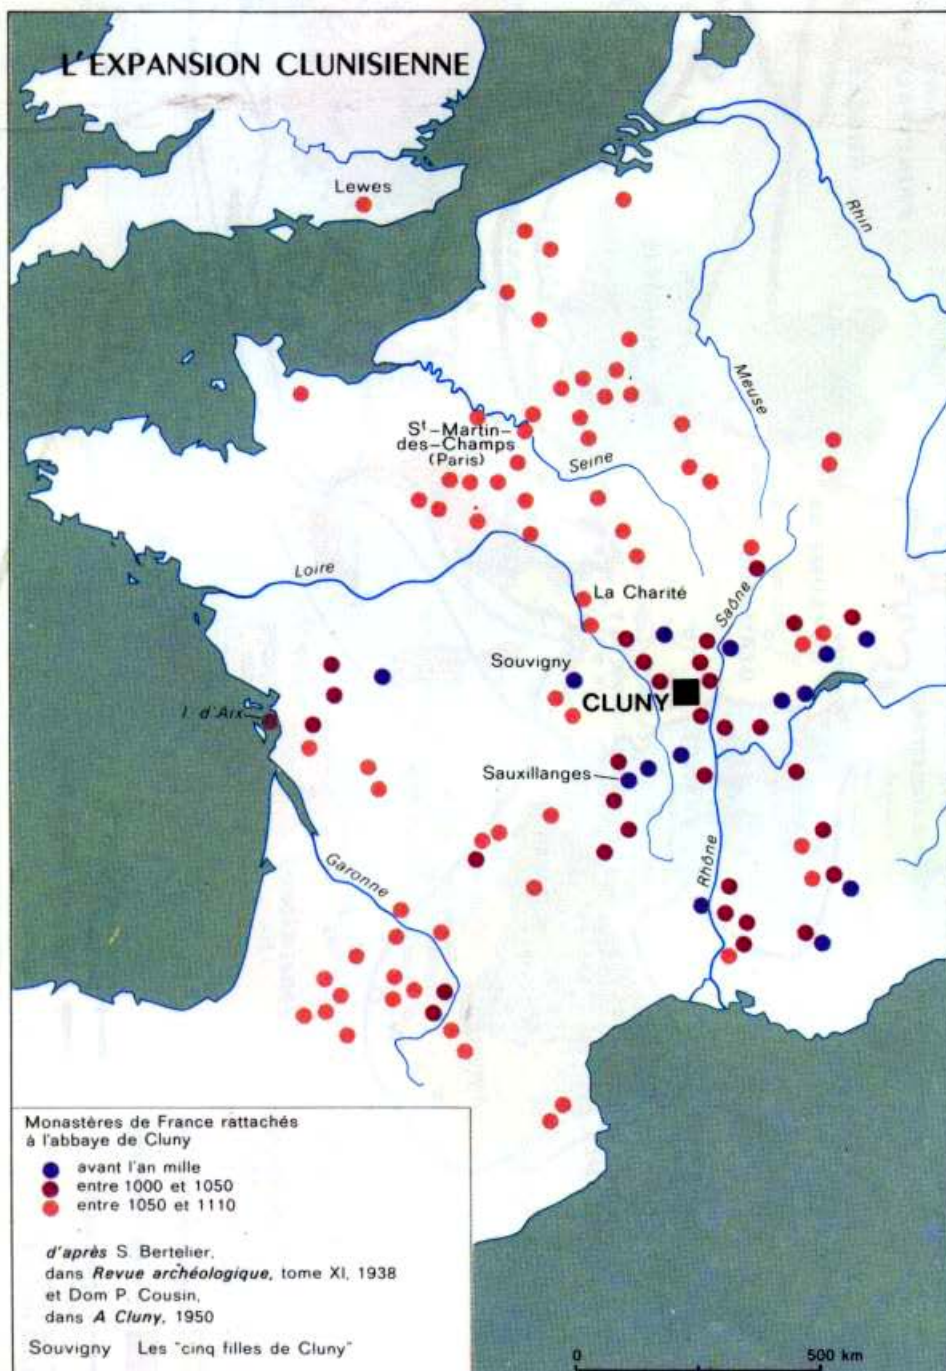 L'EXPANSION CLUNISIENNE
Lewes
Rhin
Meuse
St-Martin-
des-Champs
(Paris)
Seine
Loire
La Charité
Saône
Souvigny
CLUNY
I. d'Aix
Sauxillanges
Garonne
Rhône
Monastères de France rattachés
à l'abbaye de Cluny
avant l'an mille
entre 1000 et 1050
entre 1050 et 1110
d'après S. Bertelier,
dans Revue archéologique, tome XI, 1938
et Dom P. Cousin,
dans A Cluny, 1950
Souvigny Les "cinq filles de Cluny"
0 500 km